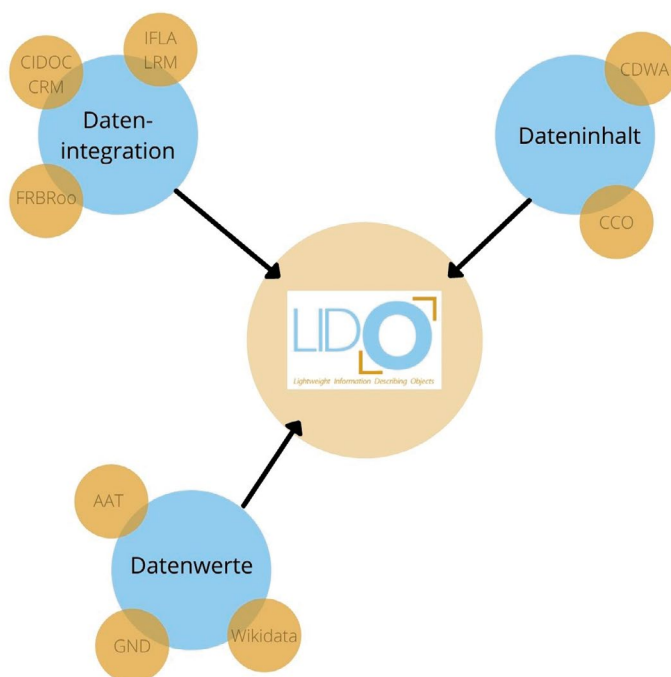 IFLA
LRM
CIDOC
CRM
Daten-
integration
FRBRoo
CDWA
Dateninhalt
CCO
LIDO
Lightweight Information Describing Objects
AAT
Datenwerte
GND
Wikidata